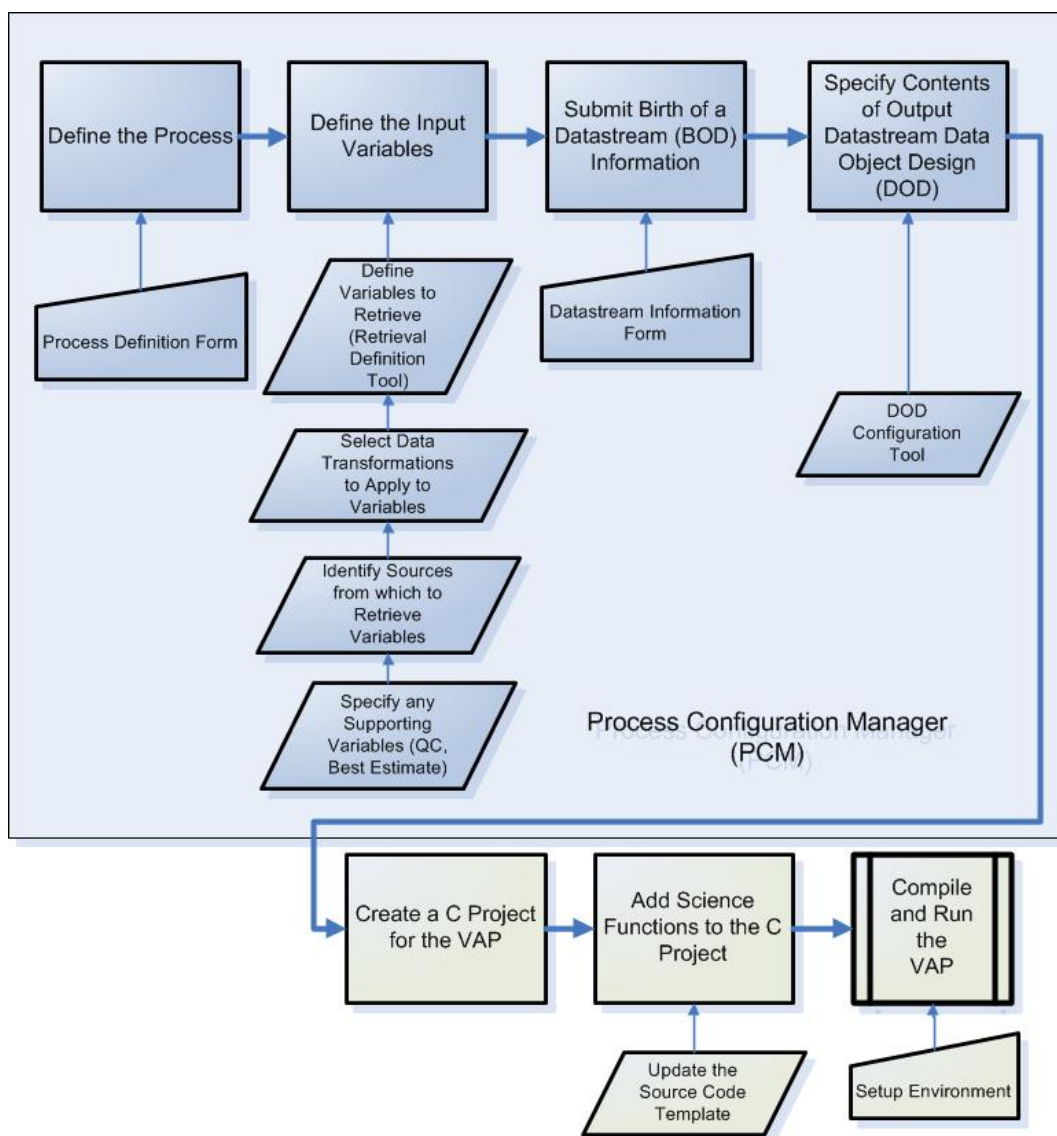 Define the Process
Define the Input
Variables
Submit Birth of a
Datastream (BOD)
Information
Specify Contents
of Output
Datastream Data
Object Design
(DOD)
Process Definition Form
Define
Variables to
Retrieve
(Retrieval
Definition
Tool)
Datastream Information
Form
DOD
Configuration
Tool
Select Data
Transformations
to Apply to
Variables
Identify Sources
from which to
Retrieve
Variables
Specify any
Supporting
Variables (QC,
Best Estimate)
Process Configuration Manager
(PCM)
Create a C Project
for the VAP
Add Science
Functions to the C
Project
Compile
and Run
the
VAP
Update the
Source Code
Template
Setup Environment